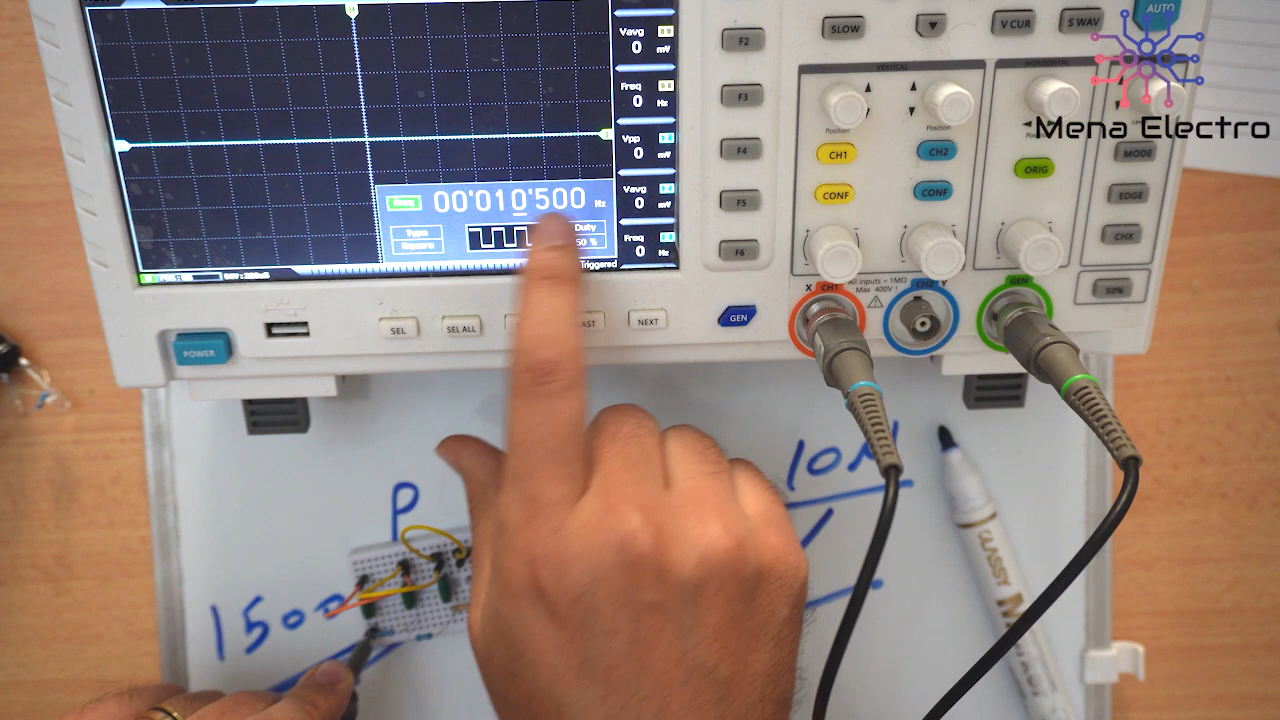 Vavg
0 mV
Freq
0 Hz
Vpp
0 mV
Vavg
0 mV
Freq
0 Hz
Freq 00'010'500 Hz
Type
Square
Duty
50 %
Triggered
F2
F3
F4
F5
F6
SLOW
V CUR
S WAV
AUTO
VERTICAL
HORIZONTAL
Position
Position
CH1
CH2
CONF
CONF
ORIG
MODE
EDGE
CHX
50%
X CH1
All inputs = 1MΩ
Max 400V !
CH2 Y
GEN
POWER
SEL
SEL ALL
NEXT
GEN
Mena Electro
P
1500
10M